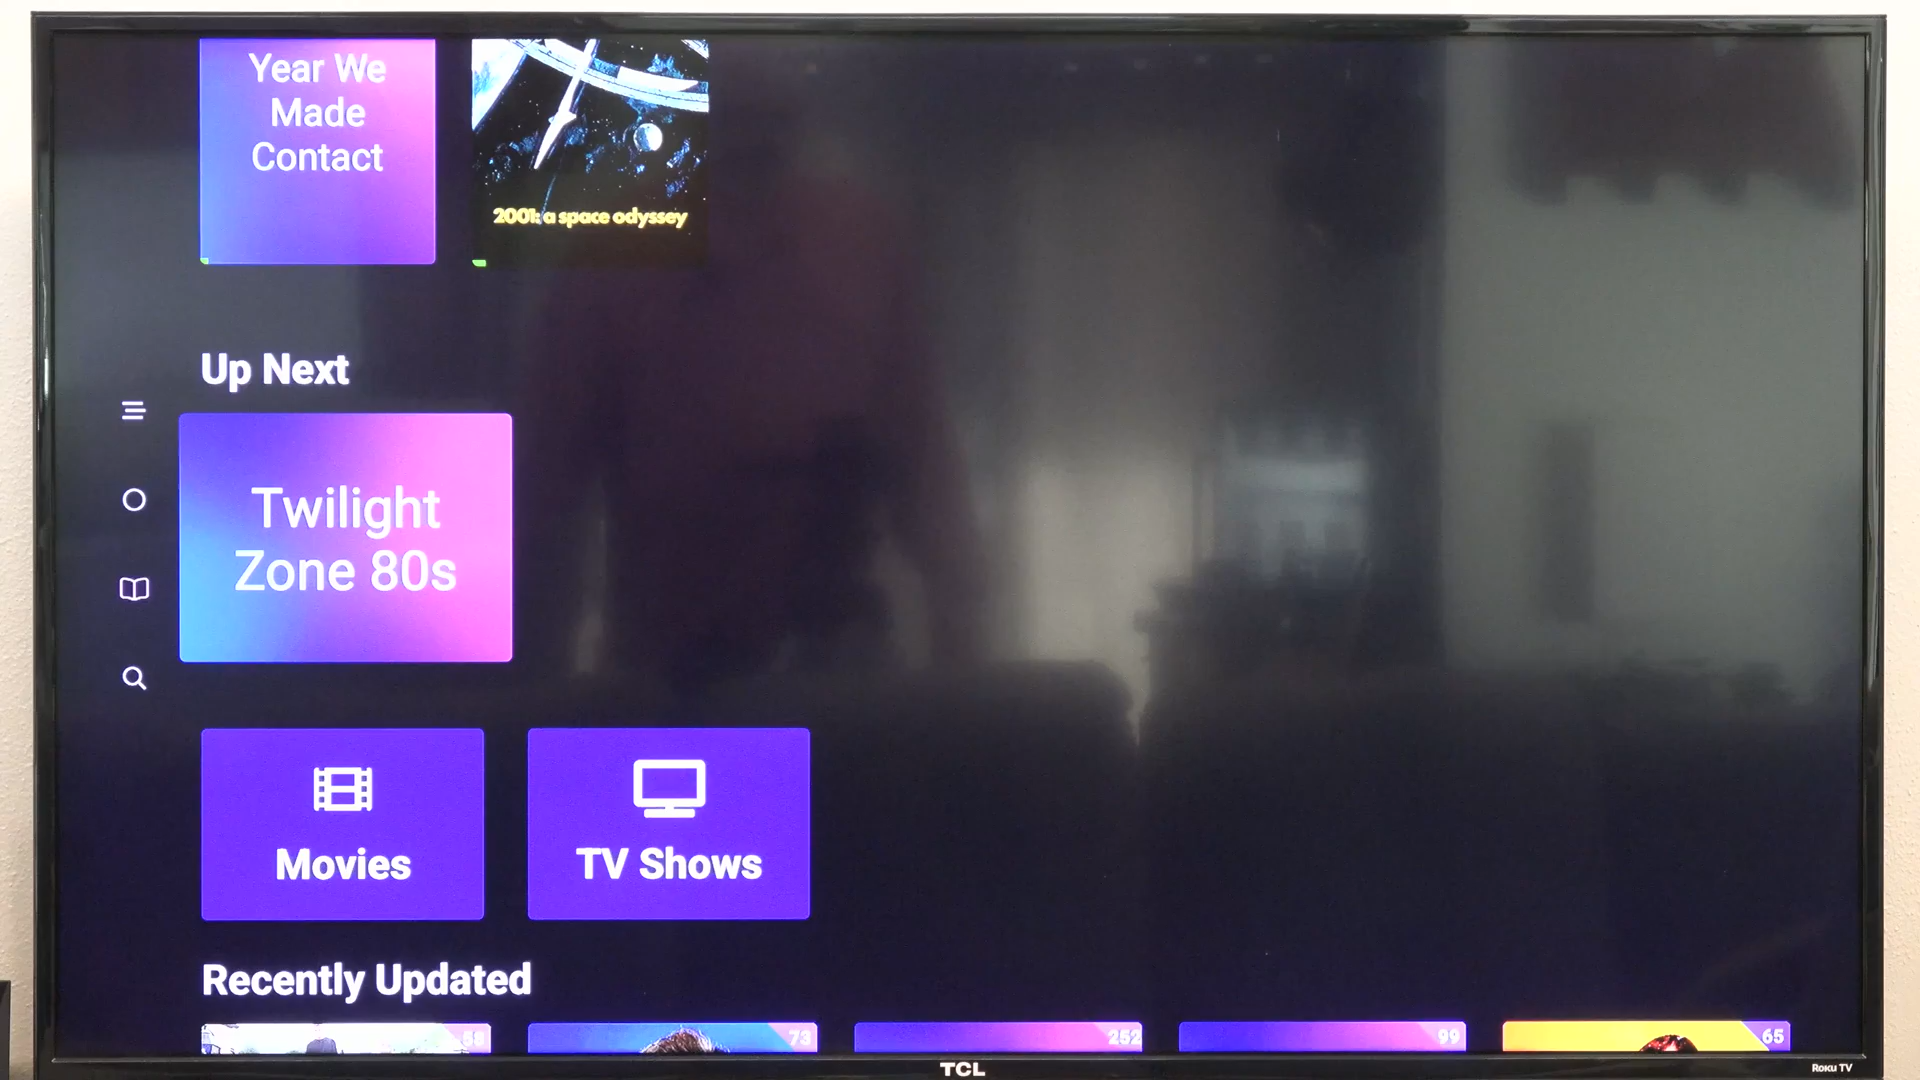 Year We
Made
Contact
2001: a space odyssey
Up Next
Twilight
Zone 80s
Movies
TV Shows
Recently Updated
58
73
252
99
65
TCL
Roku TV